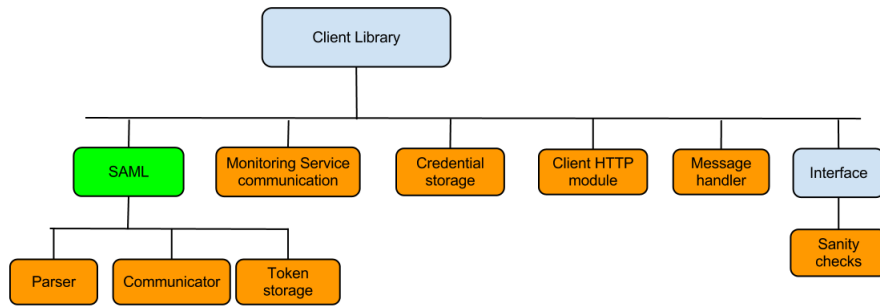 Client Library
SAML
Monitoring Service
communication
Credential
storage
Client HTTP
module
Message
handler
Interface
Parser
Communicator
Token
storage
Sanity
checks